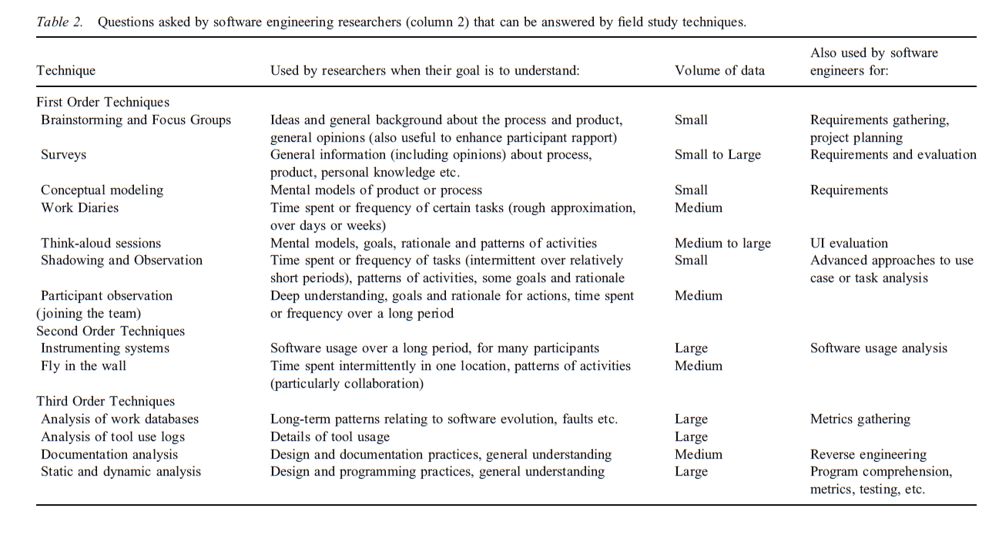 Table 2. Questions asked by software engineering researchers (column 2) that can be answered by field study techniques.
Also used by software
Technique Used by researchers when their goal is to understand: Volume of data engineers for:
First Order Techniques
Brainstorming and Focus Groups Ideas and general background about the process and product, Small Requirements gathering,
general opinions (also useful to enhance participant rapport) project planning
Surveys General information (including opinions) about process, Small to Large Requirements and evaluation
product, personal knowledge etc.
Conceptual modeling Mental models of product or process Small Requirements
Work Diaries Time spent or frequency of certain tasks (rough approximation, Medium
over days or weeks)
Think-aloud sessions Mental models, goals, rationale and patterns of activities Medium to large UI evaluation
Shadowing and Observation Time spent or frequency of tasks (intermittent over relatively Small Advanced approaches to use
short periods), patterns of activities, some goals and rationale case or task analysis
Participant observation Deep understanding, goals and rationale for actions, time spent Medium
(joining the team) or frequency over a long period
Second Order Techniques
Instrumenting systems Software usage over a long period, for many participants Large Software usage analysis
Fly in the wall Time spent intermittently in one location, patterns of activities Medium
(particularly collaboration)
Third Order Techniques
Analysis of work databases Long-term patterns relating to software evolution, faults etc. Large Metrics gathering
Analysis of tool use logs Details of tool usage Large
Documentation analysis Design and documentation practices, general understanding Medium Reverse engineering
Static and dynamic analysis Design and programming practices, general understanding Large Program comprehension,
metrics, testing, etc.